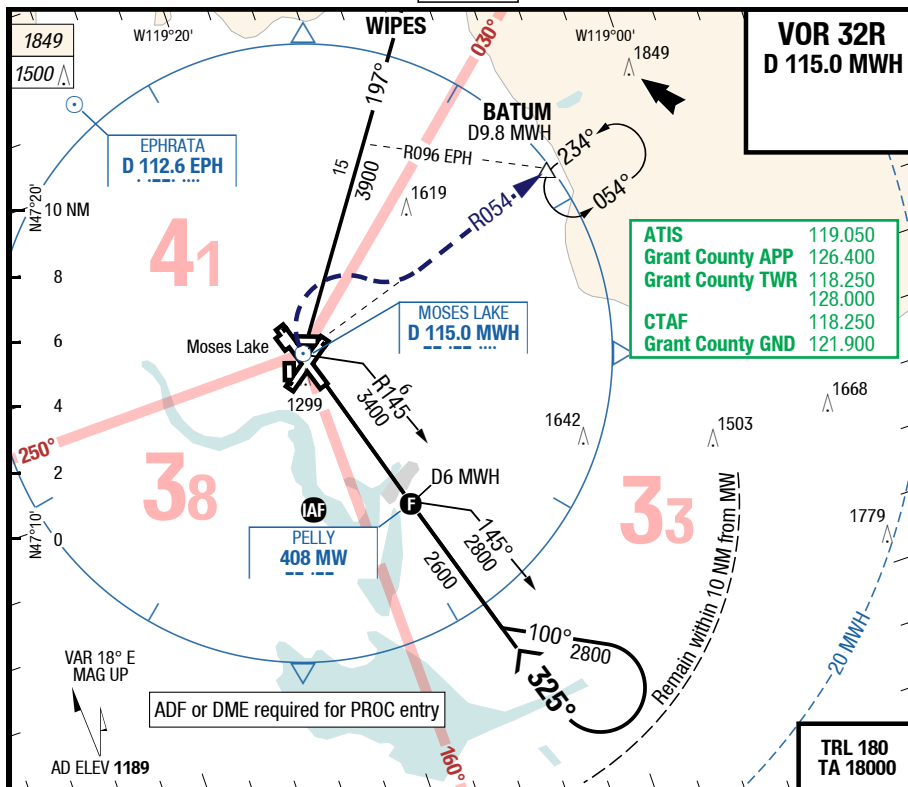 1849
1500
W119°20'
WIPES
030°
W119°00'
1849
VOR 32R
D 115.0 MWH
EPHRATA
D 112.6 EPH
197°
15
3900
BATUM
D9.8 MWH
R096 EPH
234°
054°
R054
1619
N47°20'
10 NM
8
6
4
2
0
N47°10'
41
ATIS 119.050
Grant County APP 126.400
Grant County TWR 118.250
128.000
CTAF 118.250
Grant County GND 121.900
MOSES LAKE
D 115.0 MWH
Moses Lake
1299
6
R145
3400
1642
1503
1668
1779
250°
38
33
IAF
F
D6 MWH
PELLY
408 MW
145°
2800
2600
100°
2800
325°
Remain within 10 NM from MW
20 MWH
VAR 18° E
MAG UP
ADF or DME required for PROC entry
AD ELEV 1189
160°
TRL 180
TA 18000